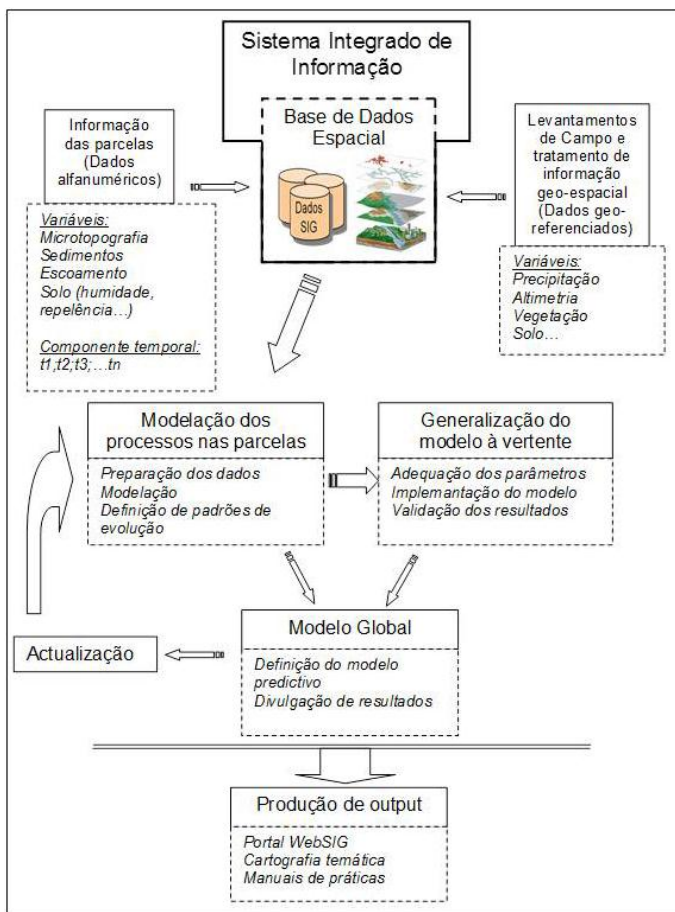 Sistema Integrado de
Informação
Base de Dados
Espacial
Dados
SIG
Informação
das parcelas
(Dados
alfanuméricos)
Variáveis:
Microtopografia
Sedimentos
Escoamento
Solo (humidade,
repelência...)
Componente temporal:
t1;t2;t3;...tn
Levantamentos
de Campo e
tratamento de
informação
geo-espacial
(Dados geo-
referenciados)
Variáveis:
Precipitação
Altimetria
Vegetação
Solo...
Modelação dos
processos nas parcelas
Preparação dos dados
Modelação
Definição de padrões de
evolução
Generalização do
modelo à vertente
Adequação dos parâmetros
Implemantação do modelo
Validação dos resultados
Modelo Global
Definição do modelo
predictivo
Divulgação de resultados
Actualização
Produção de output
Portal WebSIG
Cartografia temática
Manuais de práticas